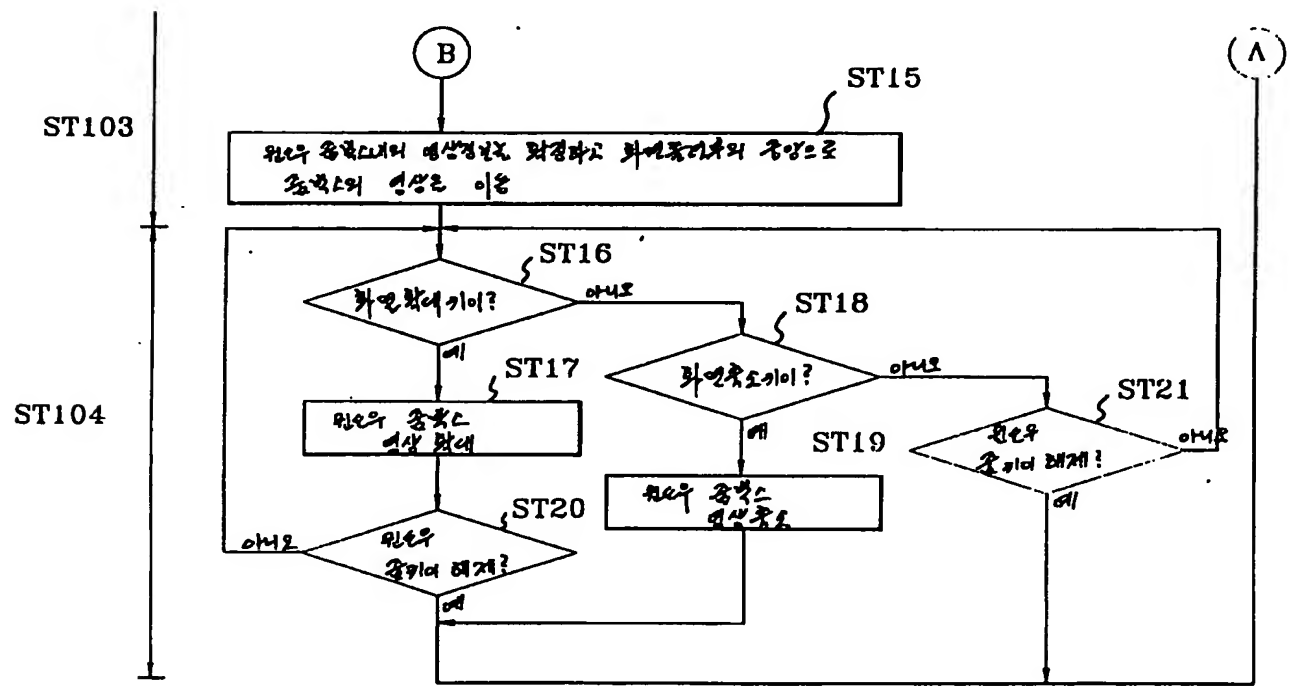 B
A
ST15
ST103
윈도우 줌박스내의 영상정보를 확정하고 화면출력후의 중앙으로
줌박스의 영상을 이동
ST16
화면확대키이?
아니오
예
ST18
화면축소키이?
아니오
예
ST17
윈도우 줌박스
영상 확대
ST104
ST21
윈도우
줌키이 해제?
아니오
예
ST19
윈도우 줌박스
영상축소
ST20
윈도우
줌키이 해제?
아니오
예